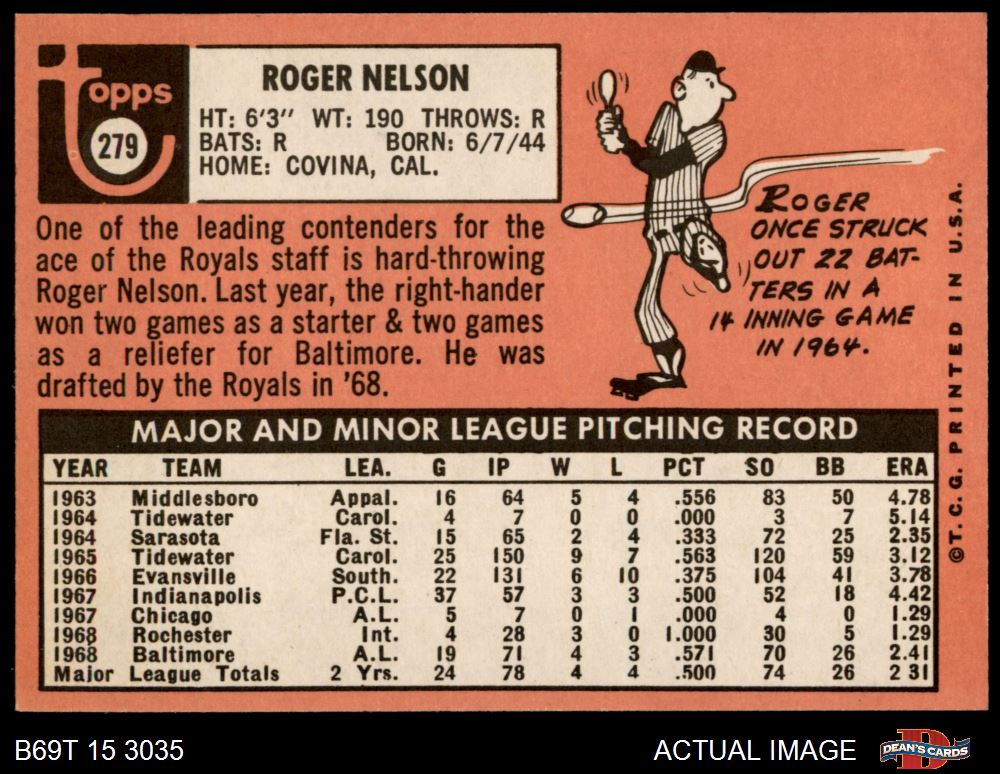 Topps
279
ROGER NELSON
HT: 6'3" WT: 190 THROWS: R
BATS: R BORN: 6/7/44
HOME: COVINA, CAL.
One of the leading contenders for the
ace of the Royals staff is hard-throwing
Roger Nelson. Last year, the right-hander
won two games as a starter & two games
as a reliefer for Baltimore. He was
drafted by the Royals in '68.
ROGER
ONCE STRUCK
OUT 22 BAT-
TERS IN A
14 INNING GAME
IN 1964.
MAJOR AND MINOR LEAGUE PITCHING RECORD
YEAR TEAM LEA. G IP W L PCT SO BB ERA
1963 Middlesboro Appal. 16 64 5 4 .556 83 50 4.78
1964 Tidewater Carol. 4 7 0 0 .000 3 7 5.14
1964 Sarasota Fla. St. 15 65 2 4 .333 72 25 2.35
1965 Tidewater Carol. 25 150 9 7 .563 120 59 3.12
1966 Evansville South. 22 131 6 10 .375 104 41 3.78
1967 Indianapolis P.C.L. 37 57 3 3 .500 52 18 4.42
1967 Chicago A.L. 5 7 0 1 .000 4 0 1.29
1968 Rochester Int. 4 28 3 0 1.000 30 5 1.29
1968 Baltimore A.L. 19 71 4 3 .571 70 26 2.41
Major League Totals 2 Yrs. 24 78 4 4 .500 74 26 2 31
©T. C. G. PRINTED IN U.S.A.
B69T 15 3035
ACTUAL IMAGE
DEAN'S CARDS